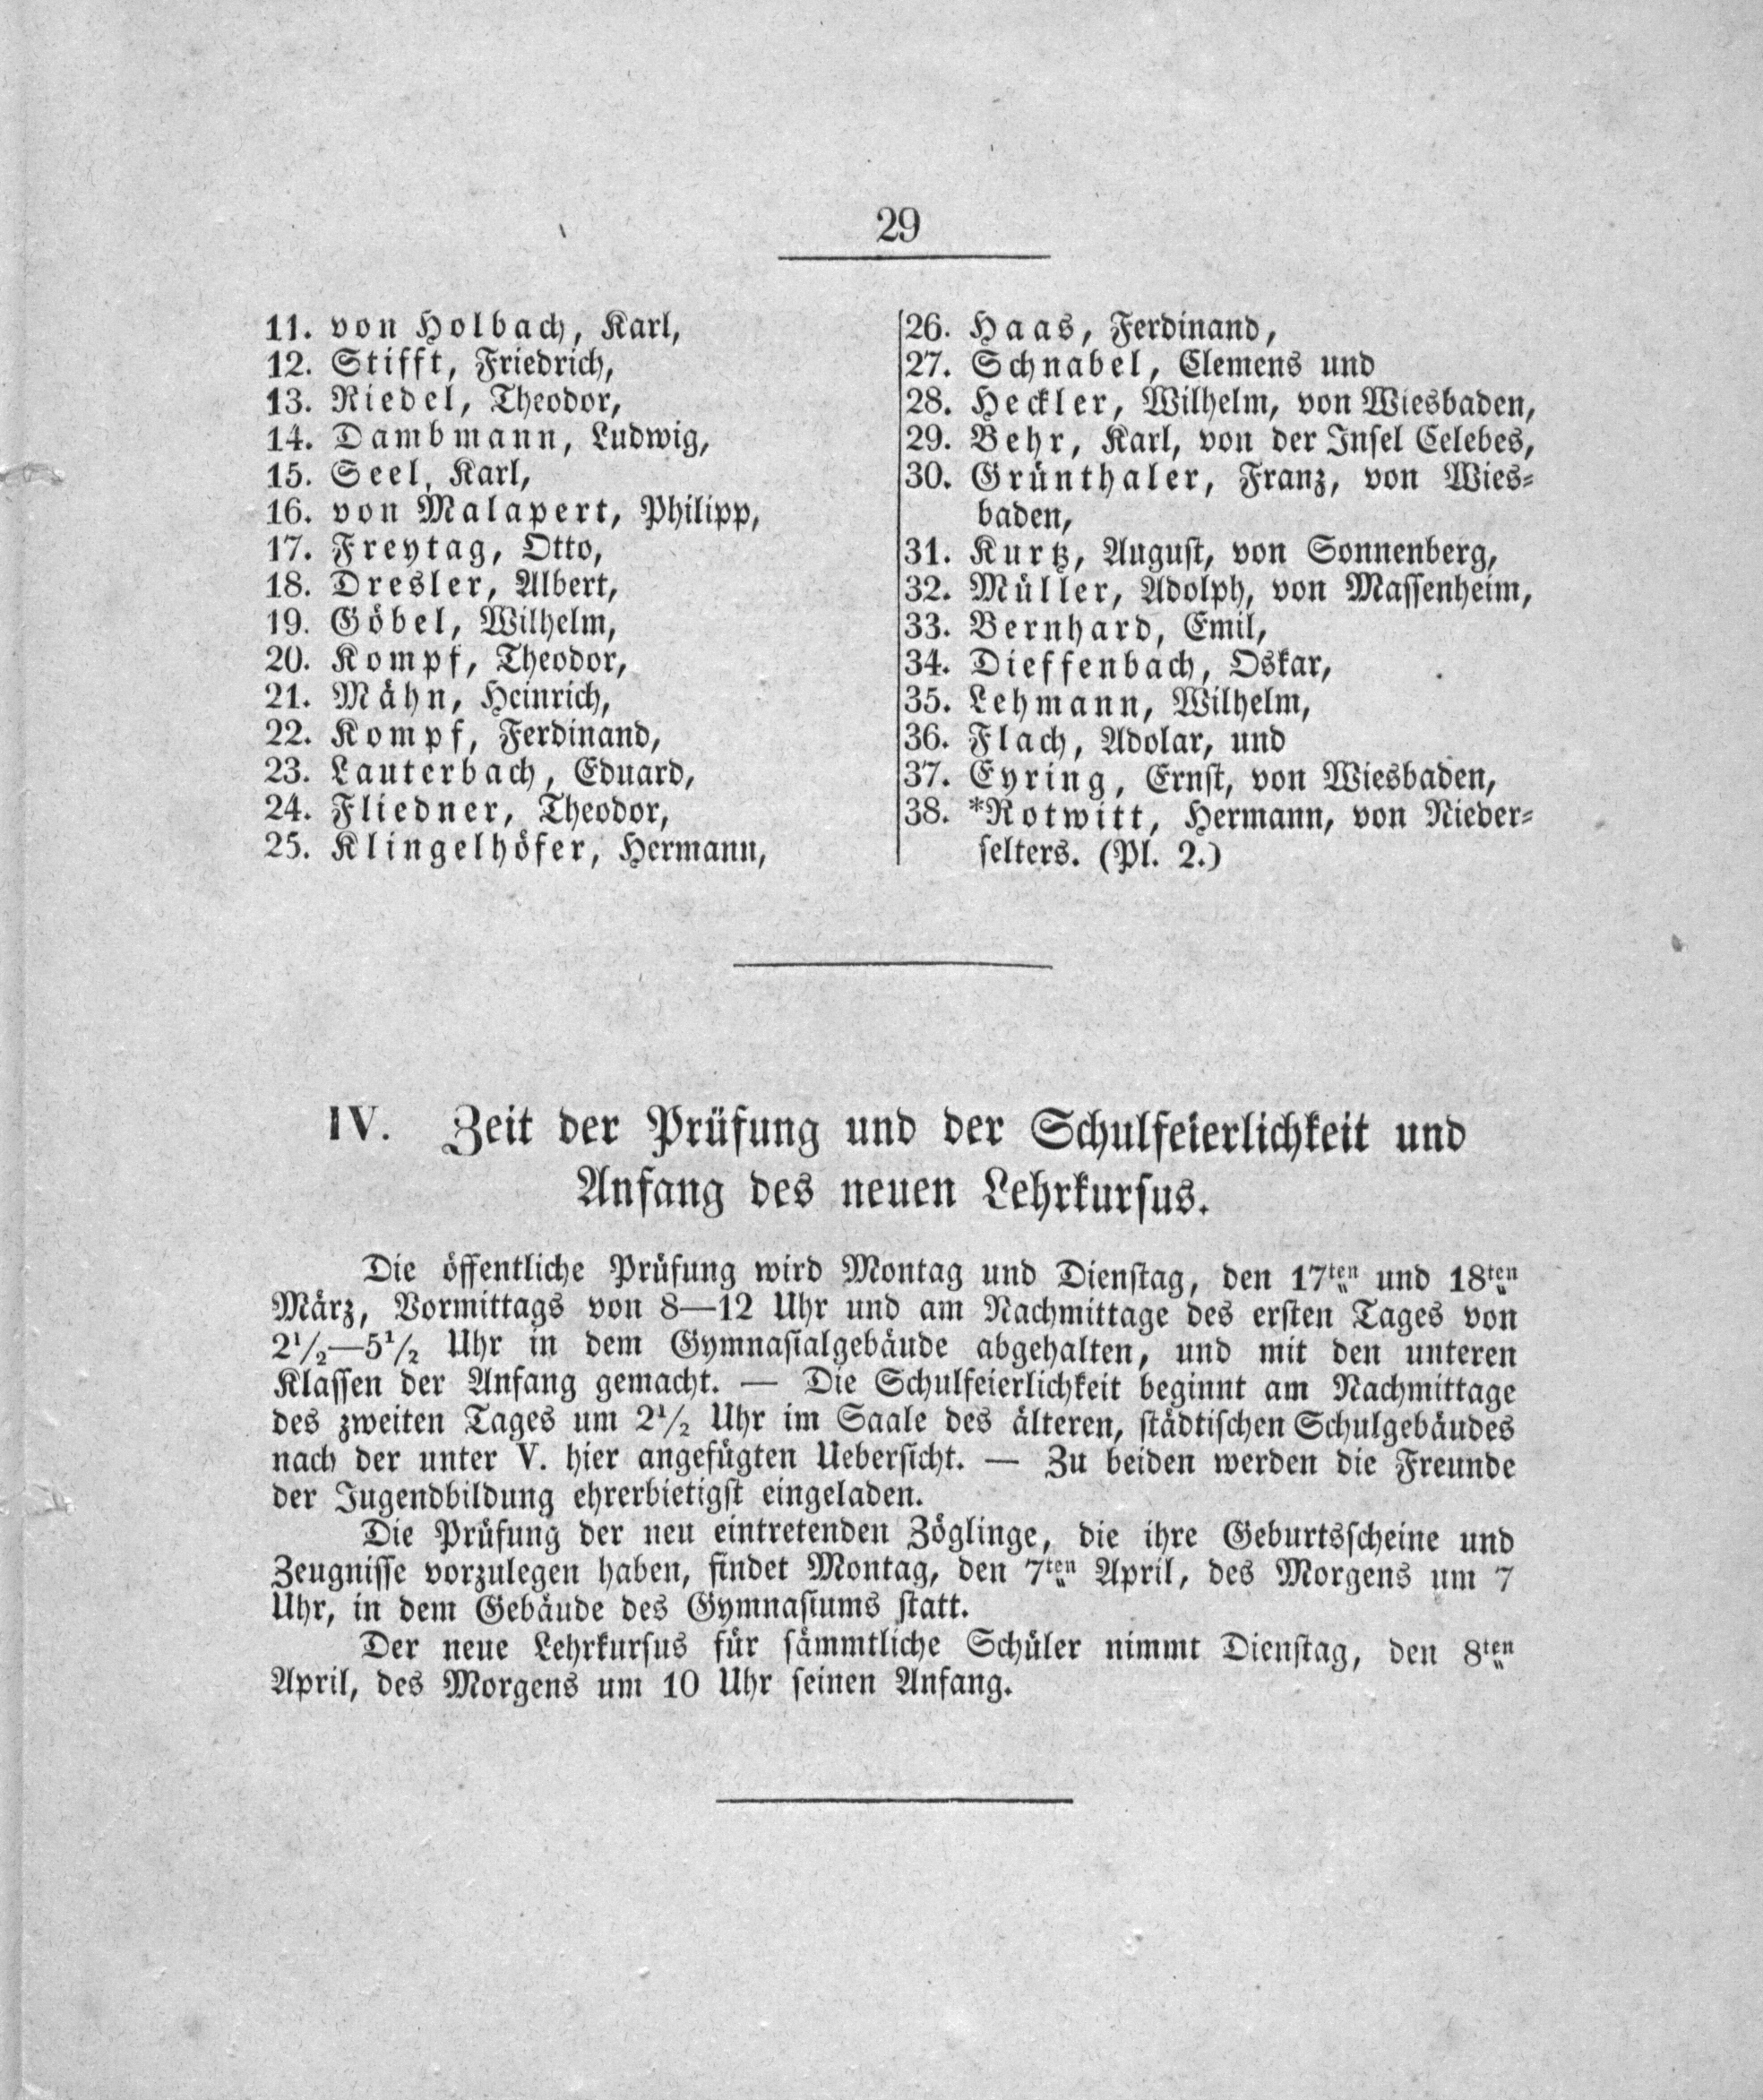 29
11. von Holbach, Karl,
12. Stifft, Friedrich,
13. Riedel, Theodor,
14. Dambmann, Ludwig,
15. Seel, Karl,
16. von Malapert, Philipp,
17. Freytag, Otto,
18. Dresler, Albert,
19. Göbel, Wilhelm,
20. Kompf, Theodor,
21. Mähn, Heinrich,
22. Kompf, Ferdinand,
23. Lauterbach, Eduard,
24. Fliedner, Theodor,
25. Klingelhöfer, Hermann,
26. Haas, Ferdinand,
27. Schnabel, Clemens und
28. Heckler, Wilhelm, von Wiesbaden,
29. Behr, Karl, von der Insel Celebes,
30. Grünthaler, Franz, von Wies-
baden,
31. Kurtz, August, von Sonnenberg,
32. Müller, Adolph, von Massenheim,
33. Bernhard, Emil,
34. Dieffenbach, Oskar,
35. Lehmann, Wilhelm,
36. Flach, Adolar, und
37. Eyring, Ernst, von Wiesbaden,
38. *Rotwitt, Hermann, von Nieder-
selters. (Pl. 2.)
IV. Zeit der Prüfung und der Schulfeierlichkeit und
Anfang des neuen Lehrkursus.
Die öffentliche Prüfung wird Montag und Dienstag, den 17ten und 18ten
März, Vormittags von 8—12 Uhr und am Nachmittage des ersten Tages von
2½—5½ Uhr in dem Gymnasialgebäude abgehalten, und mit den unteren
Klassen der Anfang gemacht. — Die Schulfeierlichkeit beginnt am Nachmittage
des zweiten Tages um 2½ Uhr im Saale des älteren, städtischen Schulgebäudes
nach der unter V. hier angefügten Uebersicht. — Zu beiden werden die Freunde
der Jugendbildung ehrerbietigst eingeladen.
Die Prüfung der neu eintretenden Zöglinge, die ihre Geburtsscheine und
Zeugnisse vorzulegen haben, findet Montag, den 7ten April, des Morgens um 7
Uhr, in dem Gebäude des Gymnasiums statt.
Der neue Lehrkursus für sämmtliche Schüler nimmt Dienstag, den 8ten
April, des Morgens um 10 Uhr seinen Anfang.